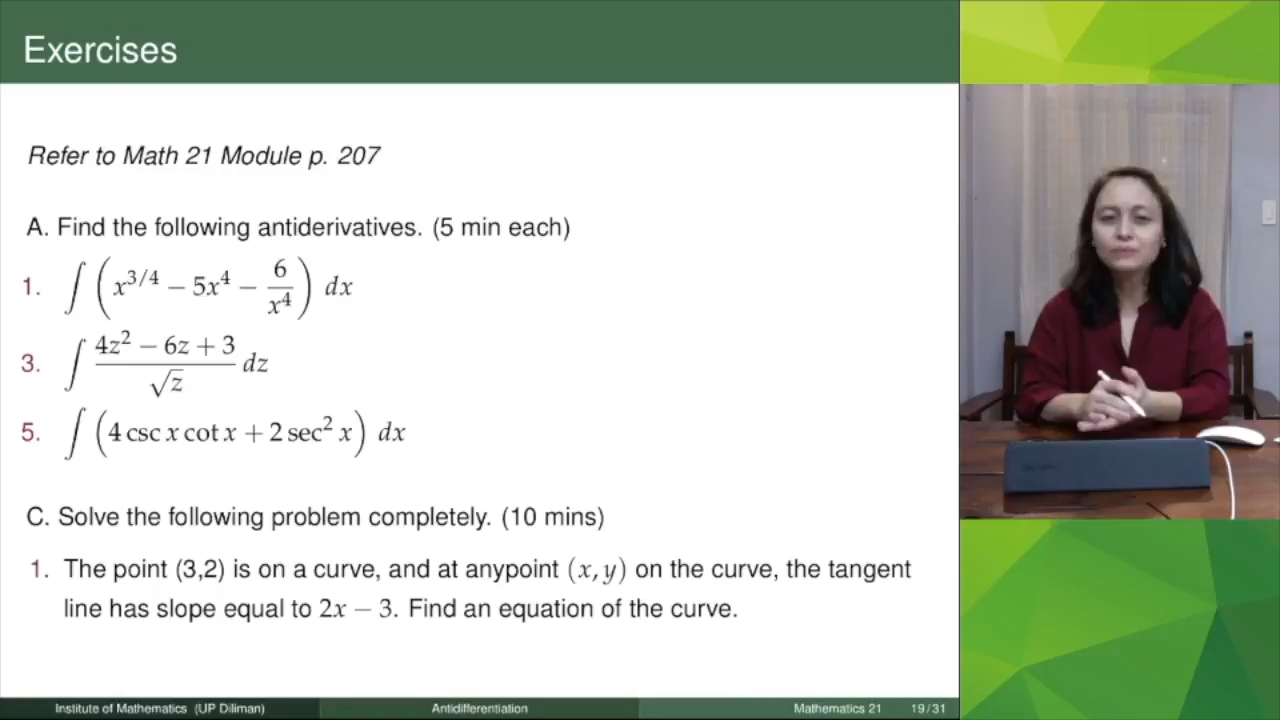 Exercises
Refer to Math 21 Module p. 207
A. Find the following antiderivatives. (5 min each)
1. ∫ (x^{3/4} − 5x^4 − 6/x^4) dx
3. ∫ (4z^2 − 6z + 3)/√z dz
5. ∫ (4 csc x cot x + 2 sec^2 x) dx
C. Solve the following problem completely. (10 mins)
1. The point (3,2) is on a curve, and at anypoint (x, y) on the curve, the tangent
line has slope equal to 2x − 3. Find an equation of the curve.
Institute of Mathematics (UP Diliman) Antidifferentiation Mathematics 21 19/31